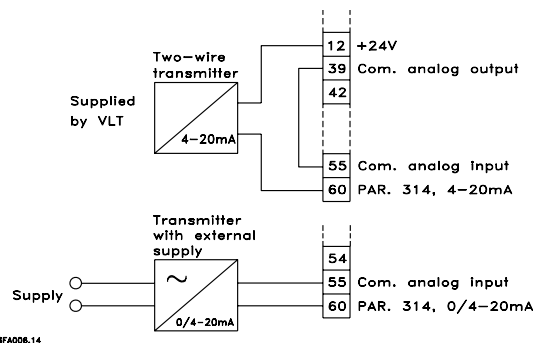 12 +24V
Two-wire
transmitter
39 Com. analog output
42
Supplied
by VLT
4-20mA
55 Com. analog input
60 PAR. 314, 4-20mA
Transmitter
with external
supply
54
55 Com. analog input
Supply
60 PAR. 314, 0/4-20mA
0/4-20mA